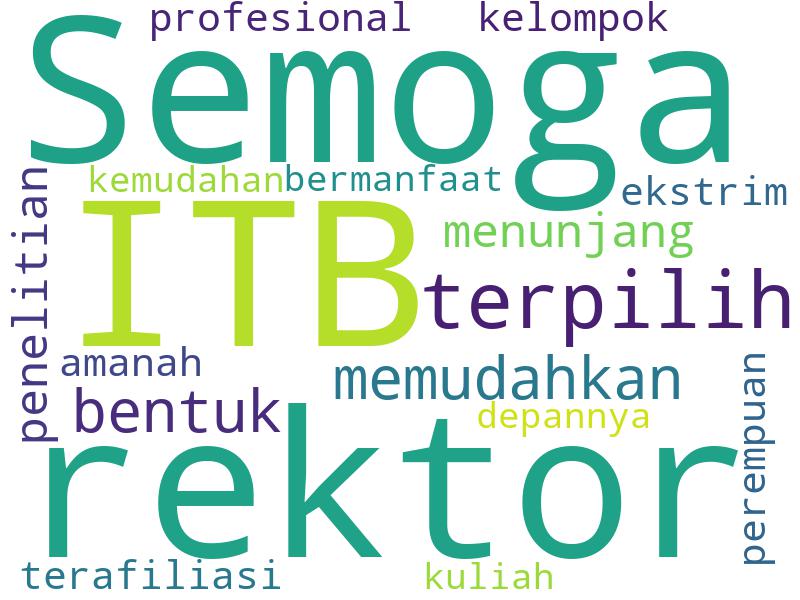 profesional kelompok
Semoga
kemudahan bermanfaat ekstrim
penelitian
ITB menunjang
terpilih
amanah memudahkan
bentuk depannya
perempuan
rektor
terafiliasi kuliah